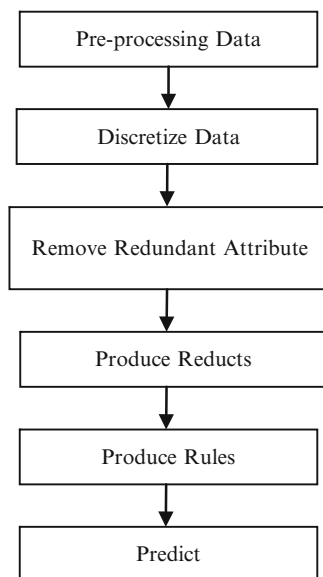 Pre-processing Data
Discretize Data
Remove Redundant Attribute
Produce Reducts
Produce Rules
Predict